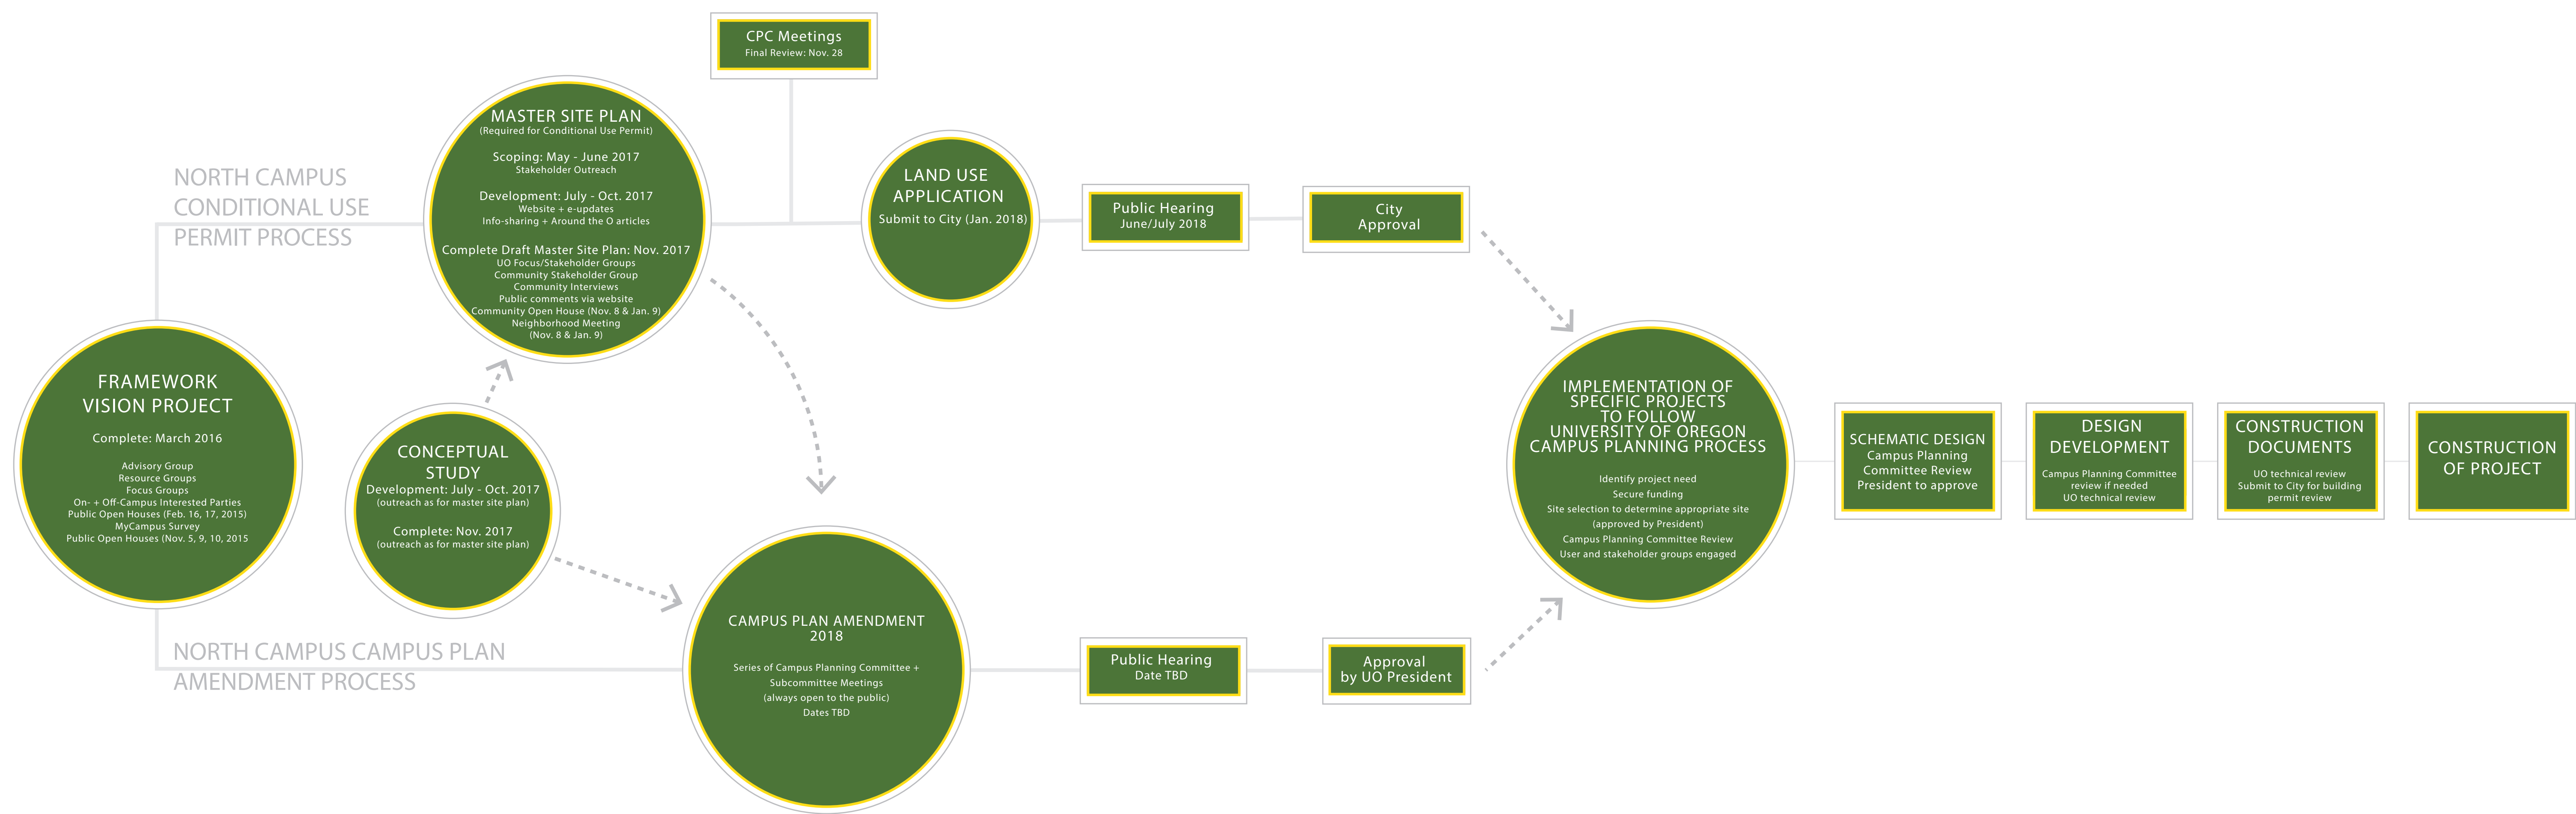 NORTH CAMPUS
CONDITIONAL USE
PERMIT PROCESS
FRAMEWORK
VISION PROJECT
Complete: March 2016
Advisory Group
Resource Groups
Focus Groups
On- + Off-Campus Interested Parties
Public Open Houses (Feb. 16, 17, 2015)
MyCampus Survey
Public Open Houses (Nov. 5, 9, 10, 2015
NORTH CAMPUS CAMPUS PLAN
AMENDMENT PROCESS
MASTER SITE PLAN
(Required for Conditional Use Permit)
Scoping: May - June 2017
Stakeholder Outreach
Development: July - Oct. 2017
Website + e-updates
Info-sharing + Around the O articles
Complete Draft Master Site Plan: Nov. 2017
UO Focus/Stakeholder Groups
Community Stakeholder Group
Community Interviews
Public comments via website
Community Open House (Nov. 8 & Jan. 9)
Neighborhood Meeting
(Nov. 8 & Jan. 9)
CONCEPTUAL
STUDY
Development: July - Oct. 2017
(outreach as for master site plan)
Complete: Nov. 2017
(outreach as for master site plan)
CPC Meetings
Final Review: Nov. 28
LAND USE
APPLICATION
Submit to City (Jan. 2018)
Public Hearing
June/July 2018
City
Approval
CAMPUS PLAN AMENDMENT
2018
Series of Campus Planning Committee +
Subcommittee Meetings
(always open to the public)
Dates TBD
Public Hearing
Date TBD
Approval
by UO President
IMPLEMENTATION OF
SPECIFIC PROJECTS
TO FOLLOW
UNIVERSITY OF OREGON
CAMPUS PLANNING PROCESS
Identify project need
Secure funding
Site selection to determine appropriate site
(approved by President)
Campus Planning Committee Review
User and stakeholder groups engaged
SCHEMATIC DESIGN
Campus Planning
Committee Review
President to approve
DESIGN
DEVELOPMENT
Campus Planning Committee
review if needed
UO technical review
CONSTRUCTION
DOCUMENTS
UO technical review
Submit to City for building
permit review
CONSTRUCTION
OF PROJECT